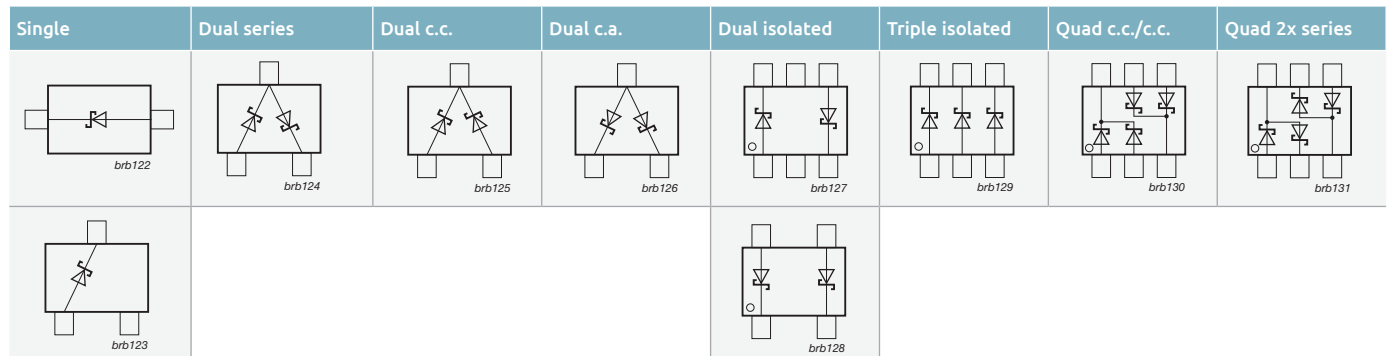 Single
Dual series
Dual c.c.
Dual c.a.
Dual isolated
Triple isolated
Quad c.c./c.c.
Quad 2x series
brb122
brb124
brb125
brb126
brb127
brb129
brb130
brb131
brb123
brb128